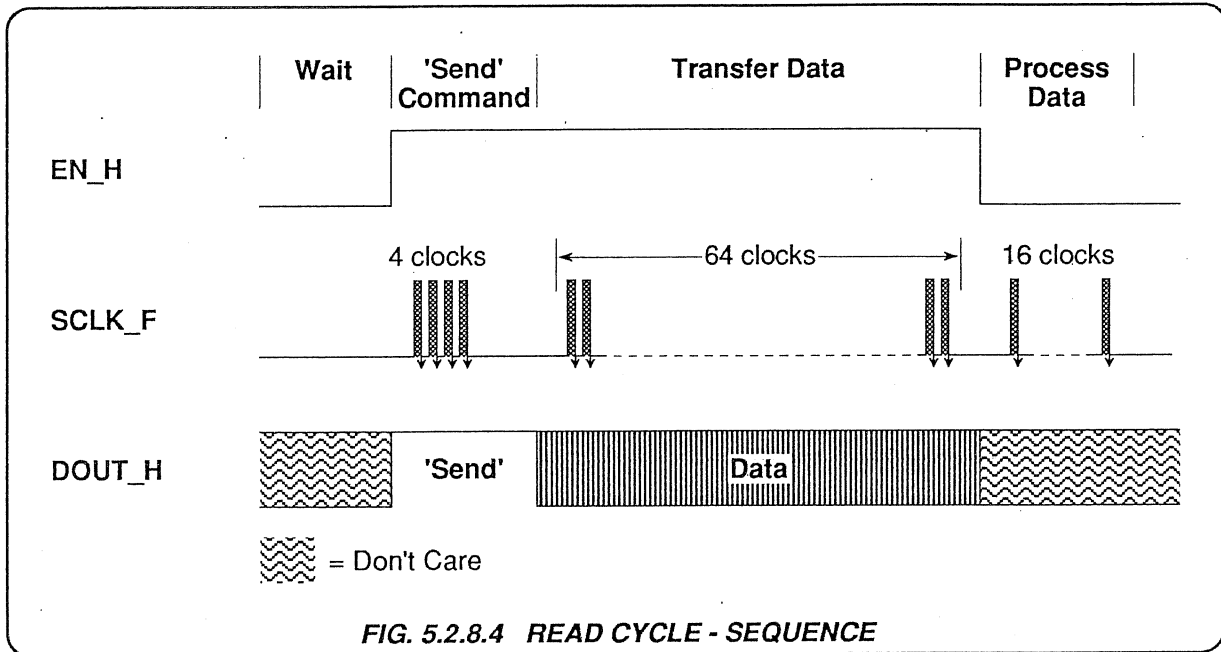 Wait 'Send' Transfer Data Process
Command Data
EN_H
4 clocks 64 clocks 16 clocks
SCLK_F
DOUT_H 'Send' Data
= Don't Care
FIG. 5.2.8.4 READ CYCLE - SEQUENCE